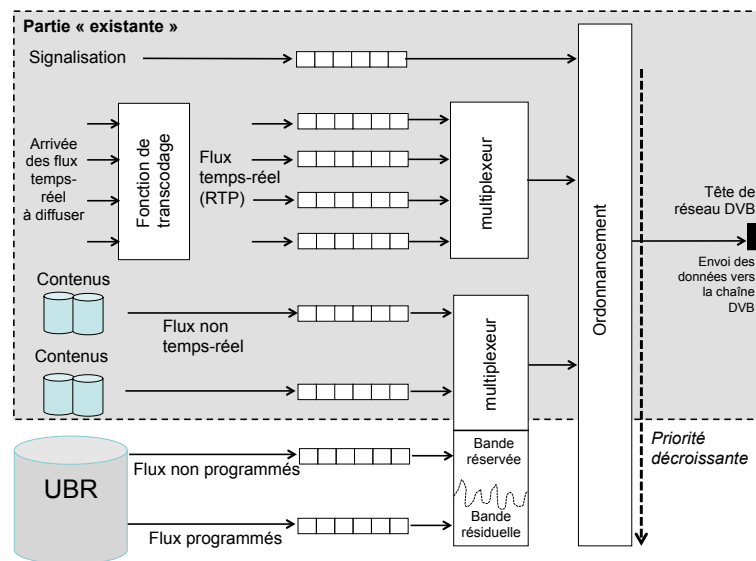 Partie « existante »
Signalisation
Arrivée
des flux
temps-
réel
à diffuser
Fonction de
transcodage
Flux
temps-réel
(RTP)
multiplexeur
Ordonnancement
Tête de
réseau DVB
Envoi des
données vers
la chaîne
DVB
Contenus
Flux non
temps-réel
Contenus
multiplexeur
Priorité
décroissante
UBR
Flux non programmés
Bande
réservée
Flux programmés
Bande
résiduelle